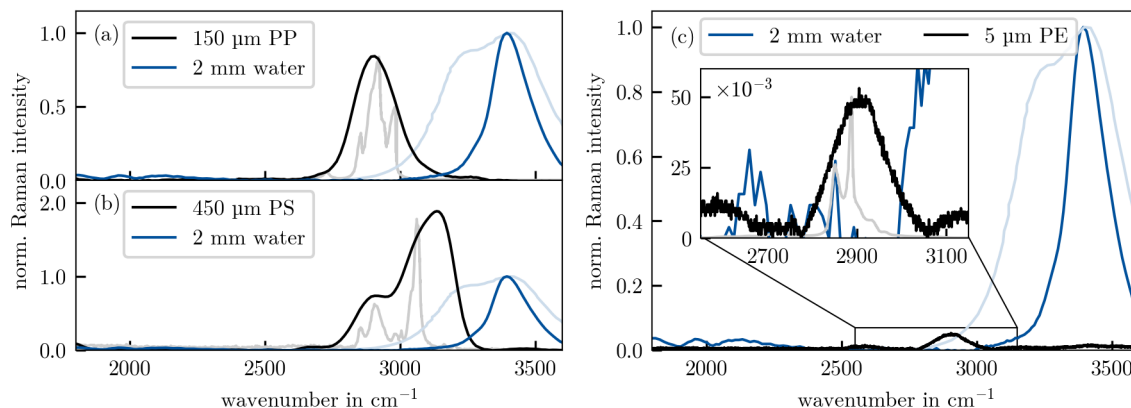 (a)
150 µm PP
2 mm water
1.0
0.5
0.0
(b)
450 µm PS
2 mm water
2.0
1.0
0.0
norm. Raman intensity
2000 2500 3000 3500
wavenumber in cm⁻¹
(c)
2 mm water 5 µm PE
1.0
0.8
0.6
0.4
0.2
0.0
norm. Raman intensity
×10⁻³
50
25
0
2700 2900 3100
2000 2500 3000 3500
wavenumber in cm⁻¹